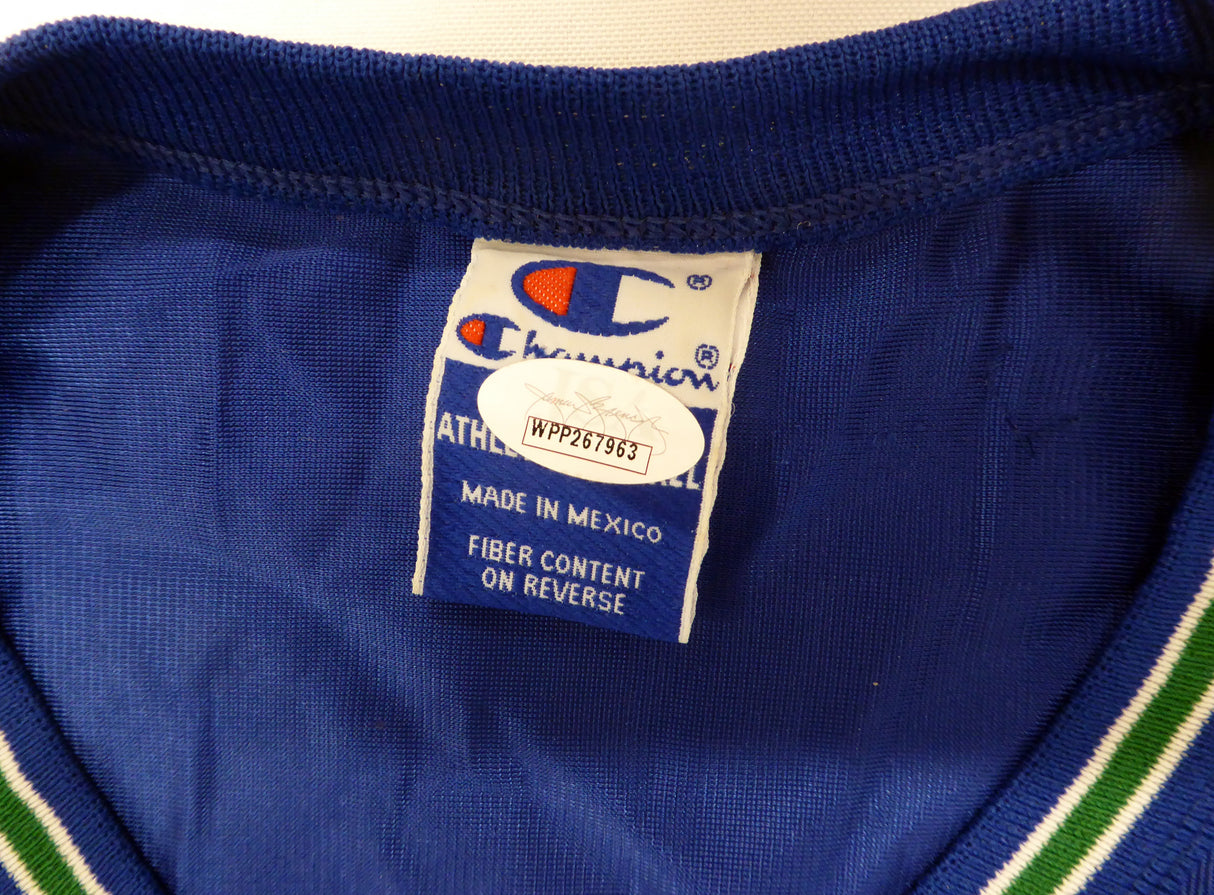 Champion
WPP267963
MADE IN MEXICO
FIBER CONTENT
ON REVERSE